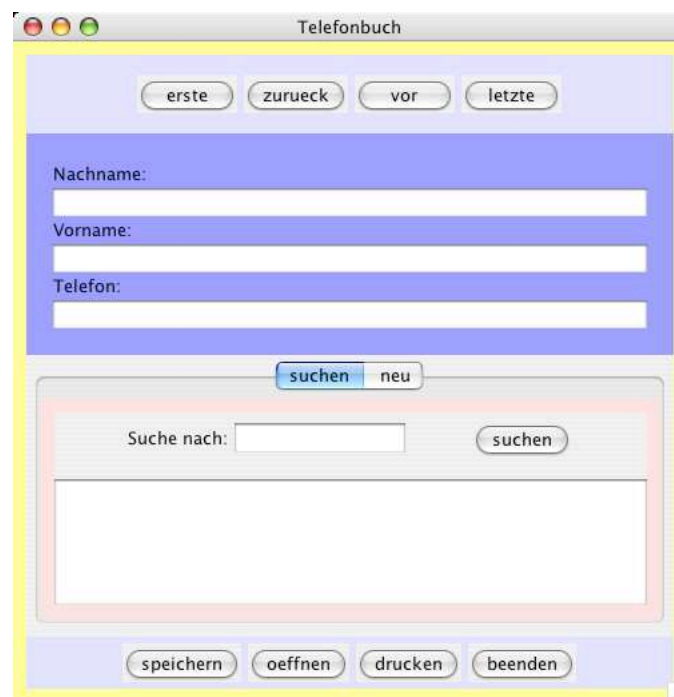 Telefonbuch
erste zurueck vor letzte
Nachname:
Vorname:
Telefon:
suchen neu
Suche nach: suchen
speichern oeffnen drucken beenden